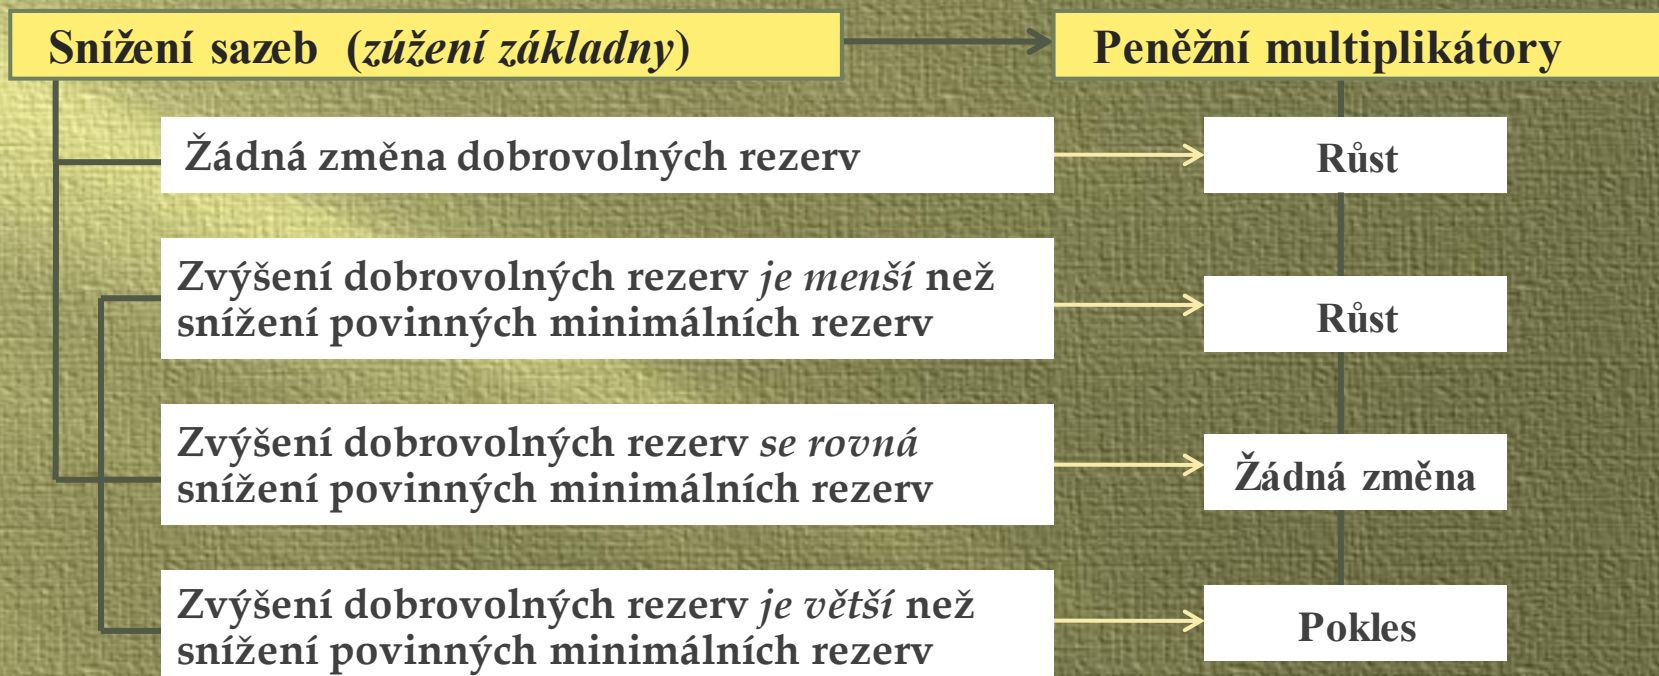 Snížení sazeb (zúžení základny)
Peněžní multiplikátory
Žádná změna dobrovolných rezerv
Růst
Zvýšení dobrovolných rezerv je menší než
snížení povinných minimálních rezerv
Růst
Zvýšení dobrovolných rezerv se rovná
snížení povinných minimálních rezerv
Žádná změna
Zvýšení dobrovolných rezerv je větší než
snížení povinných minimálních rezerv
Pokles